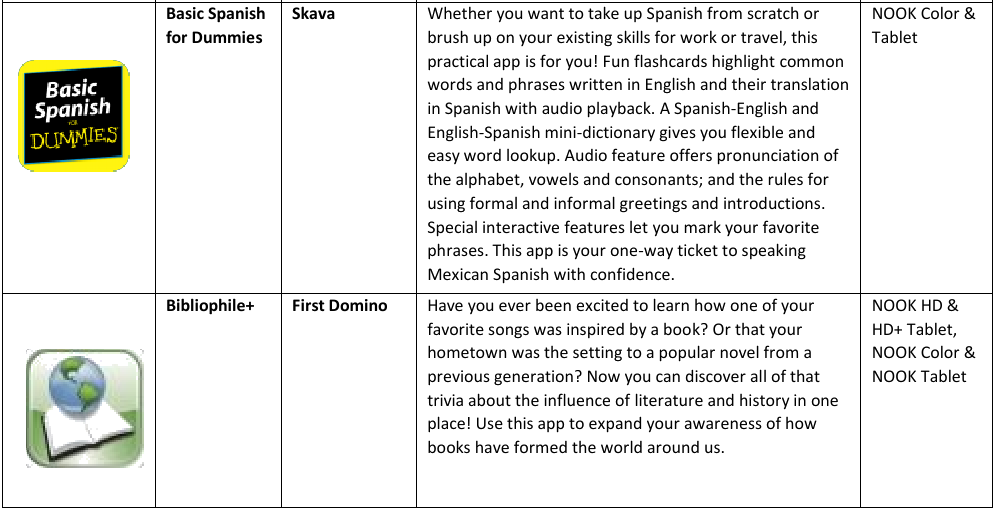 Basic Spanish
for Dummies
Skava
Whether you want to take up Spanish from scratch or
brush up on your existing skills for work or travel, this
practical app is for you! Fun flashcards highlight common
words and phrases written in English and their translation
in Spanish with audio playback. A Spanish-English and
English-Spanish mini-dictionary gives you flexible and
easy word lookup. Audio feature offers pronunciation of
the alphabet, vowels and consonants; and the rules for
using formal and informal greetings and introductions.
Special interactive features let you mark your favorite
phrases. This app is your one-way ticket to speaking
Mexican Spanish with confidence.
NOOK Color &
Tablet
Basic
Spanish
FOR
DUMMIES
Bibliophile+
First Domino
Have you ever been excited to learn how one of your
favorite songs was inspired by a book? Or that your
hometown was the setting to a popular novel from a
previous generation? Now you can discover all of that
trivia about the influence of literature and history in one
place! Use this app to expand your awareness of how
books have formed the world around us.
NOOK HD &
HD+ Tablet,
NOOK Color &
NOOK Tablet